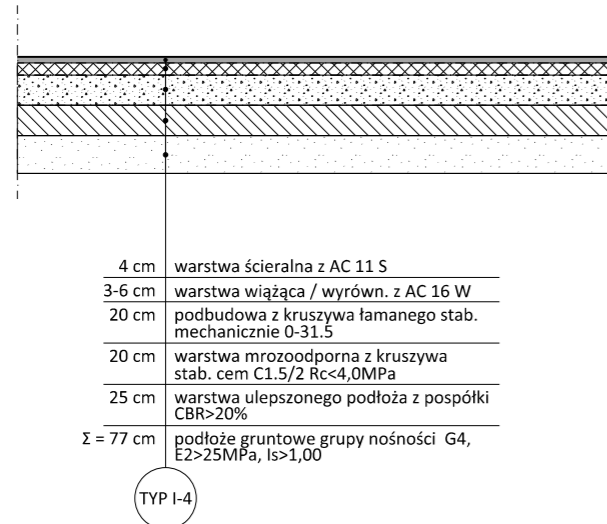 4 cm warstwa ścieralna z AC 11 S
3-6 cm warstwa wiążąca / wyrówn. z AC 16 W
20 cm podbudowa z kruszywa łamanego stab.
mechanicznie 0-31.5
20 cm warstwa mrozoodporna z kruszywa
stab. cem C1.5/2 Rc<4,0MPa
25 cm warstwa ulepszonego podłoża z pospółki
CBR>20%
Σ = 77 cm podłoże gruntowe grupy nośności G4,
E2>25MPa, Is>1,00
TYP I-4